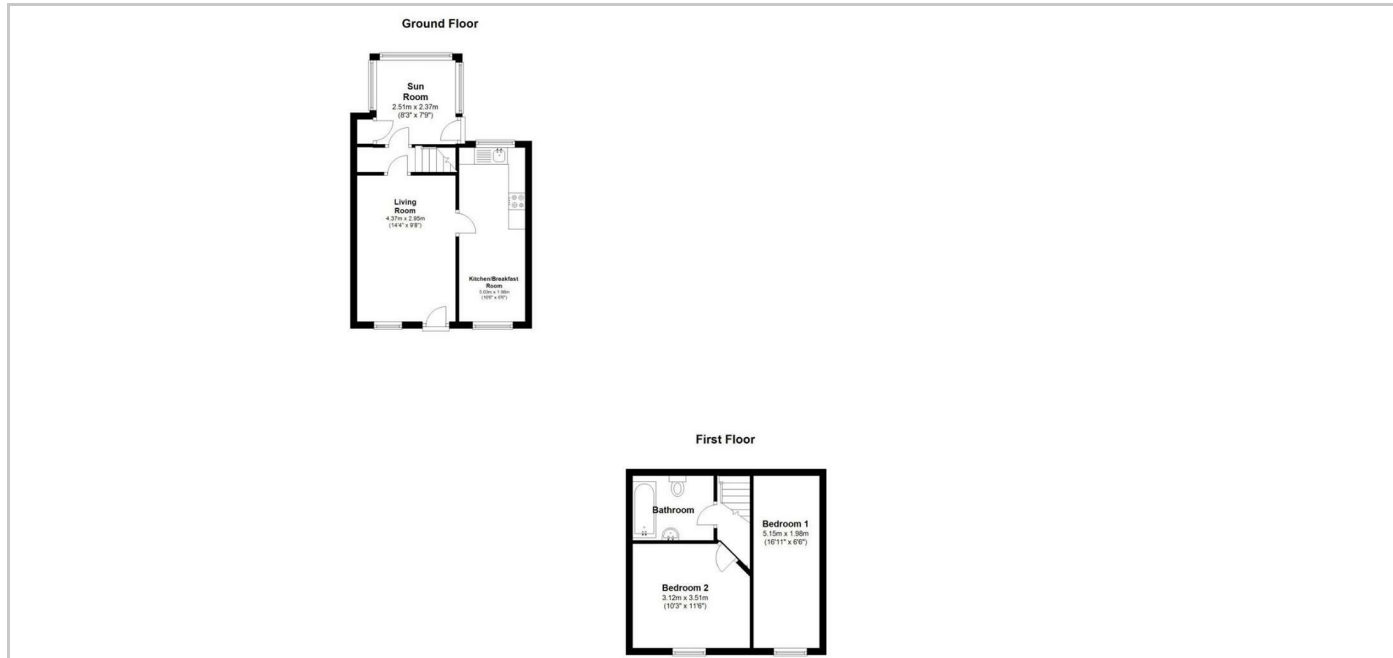 Ground Floor
Sun
Room
2.51m x 2.37m
(8'3" x 7'9")
Living
Room
4.37m x 2.95m
(14'4" x 9'8")
Kitchen/Breakfast
Room
First Floor
Bathroom
Bedroom 1
5.15m x 1.98m
(16'11" x 6'6")
Bedroom 2
3.12m x 3.51m
(10'3" x 11'6")